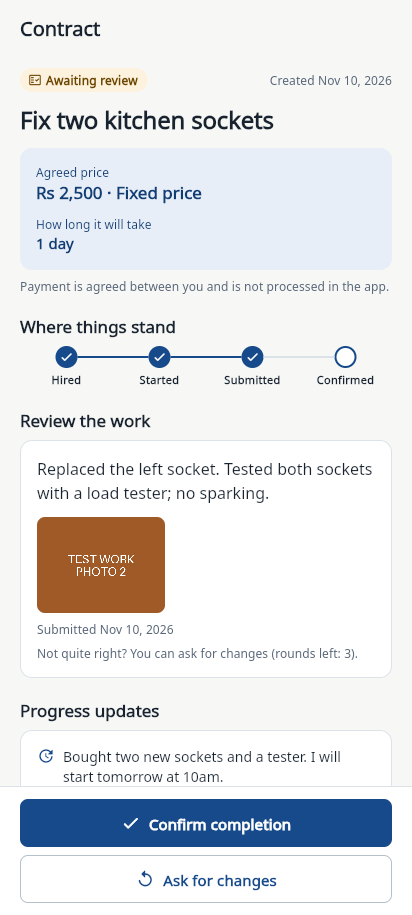 Contract
Awaiting review
Created Nov 10, 2026
Fix two kitchen sockets
Agreed price
Rs 2,500 · Fixed price
How long it will take
1 day
Payment is agreed between you and is not processed in the app.
Where things stand
Hired
Started
Submitted
Confirmed
Review the work
Replaced the left socket. Tested both sockets
with a load tester; no sparking.
TEST WORK
PHOTO 2
Submitted Nov 10, 2026
Not quite right? You can ask for changes (rounds left: 3).
Progress updates
Bought two new sockets and a tester. I will
start tomorrow at 10am.
Confirm completion
Ask for changes